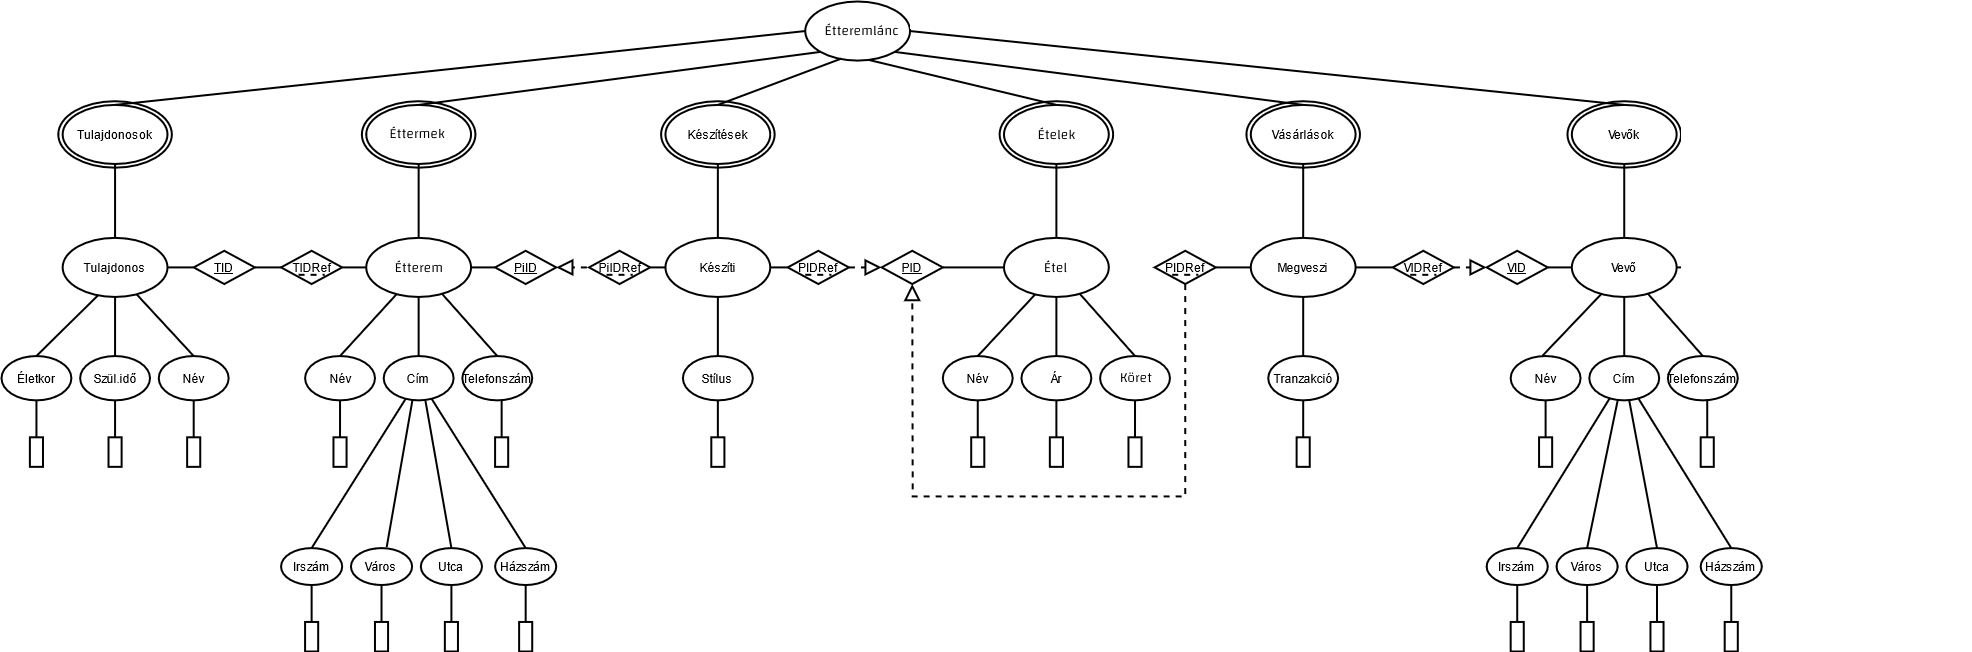 Étteremlánc
Tulajdonosok
Éttermek
Készítések
Ételek
Vásárlások
Vevők
Tulajdonos
TID
TIDRef
Étterem
PiID
PiIDRef
Készíti
PIDRef
PID
Étel
PIDRef
Megveszi
VIDRef
VID
Vevő
Életkor
Szül.idő
Név
Név
Cím
Telefonszám
Stílus
Név
Ár
Köret
Tranzakció
Név
Cím
Telefonszám
Irszám
Város
Utca
Házszám
Irszám
Város
Utca
Házszám